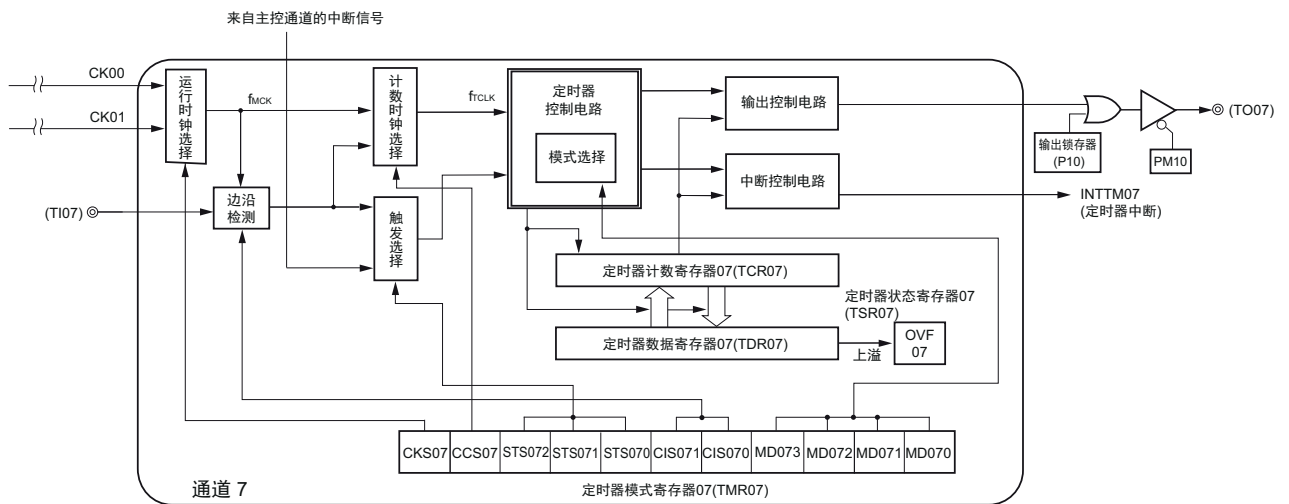 来自主控通道的中断信号
CK00
CK01
运行时钟选择
fMCK
计数时钟选择
fTCLK
定时器
控制电路
模式选择
输出控制电路
中断控制电路
输出锁存器
(P10)
PM10
(TO07)
INTTM07
(定时器中断)
(TI07)
边沿
检测
触发选择
定时器计数寄存器07(TCR07)
定时器状态寄存器07
(TSR07)
定时器数据寄存器07(TDR07)
上溢
OVF
07
CKS07 CCS07 STS072 STS071 STS070 CIS071 CIS070 MD073 MD072 MD071 MD070
通道 7
定时器模式寄存器07(TMR07)